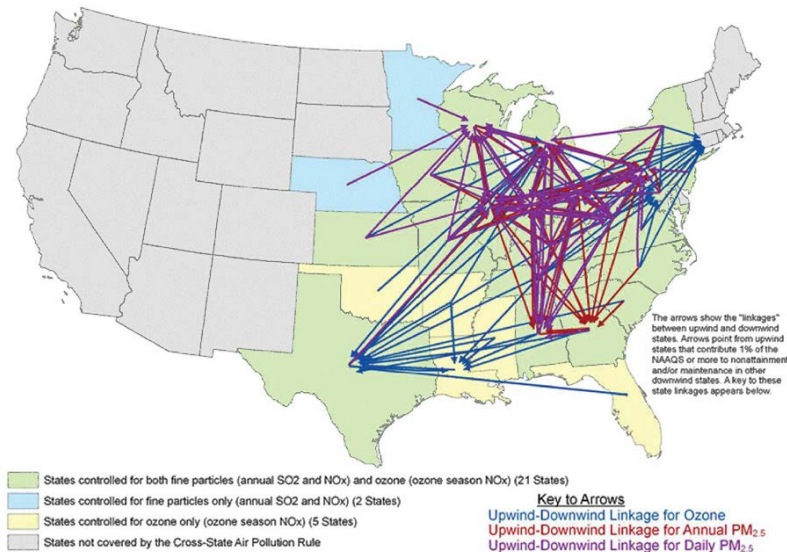 The arrows show the "linkages"
between upwind and downwind
states. Arrows point from upwind
states that contribute 1% of the
NAAQS or more to nonattainment
and/or maintenance in other
downwind states. A key to these
state linkages appears below.
States controlled for both fine particles (annual SO2 and NOx) and ozone (ozone season NOx) (21 States)
States controlled for fine particles only (annual SO2 and NOx) (2 States)
States controlled for ozone only (ozone season NOx) (5 States)
States not covered by the Cross-State Air Pollution Rule
Key to Arrows
Upwind-Downwind Linkage for Ozone
Upwind-Downwind Linkage for Annual PM2.5
Upwind-Downwind Linkage for Daily PM2.5